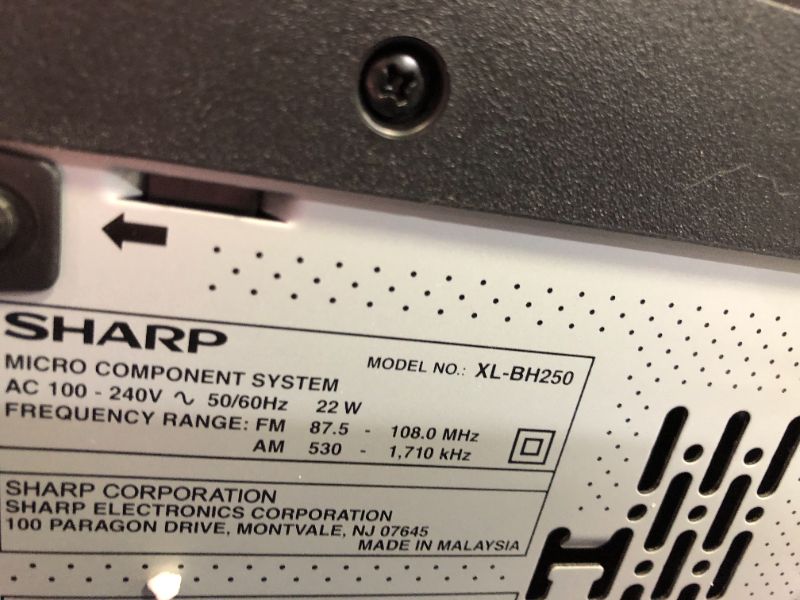 SHARP
MICRO COMPONENT SYSTEM MODEL NO.: XL-BH250
AC 100 - 240V ∿ 50/60Hz 22 W
FREQUENCY RANGE: FM 87.5 - 108.0 MHz
AM 530 - 1,710 kHz
SHARP CORPORATION
SHARP ELECTRONICS CORPORATION
100 PARAGON DRIVE, MONTVALE, NJ 07645
MADE IN MALAYSIA